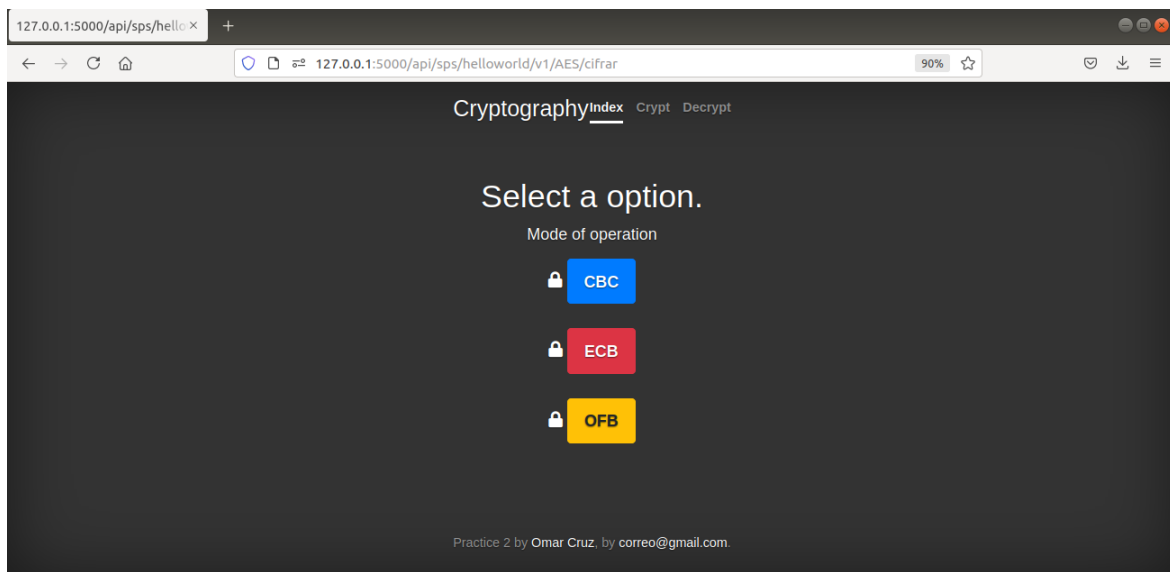 127.0.0.1:5000/api/sps/hello
127.0.0.1:5000/api/sps/helloworld/v1/AES/cifrar 90%
Cryptography Index Crypt Decrypt
Select a option.
Mode of operation
CBC
ECB
OFB
Practice 2 by Omar Cruz, by correo@gmail.com.